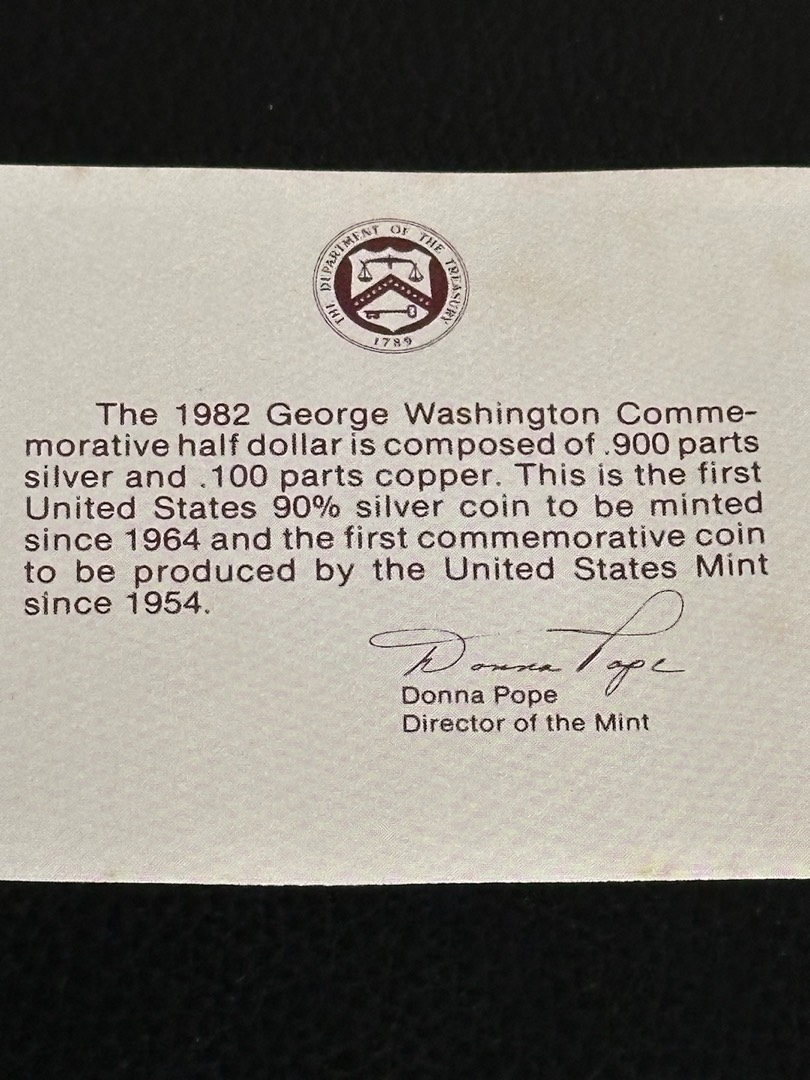 THE DEPARTMENT OF THE TREASURY
1789
The 1982 George Washington Comme-
morative half dollar is composed of .900 parts
silver and .100 parts copper. This is the first
United States 90% silver coin to be minted
since 1964 and the first commemorative coin
to be produced by the United States Mint
since 1954.
Donna Pope
Donna Pope
Director of the Mint